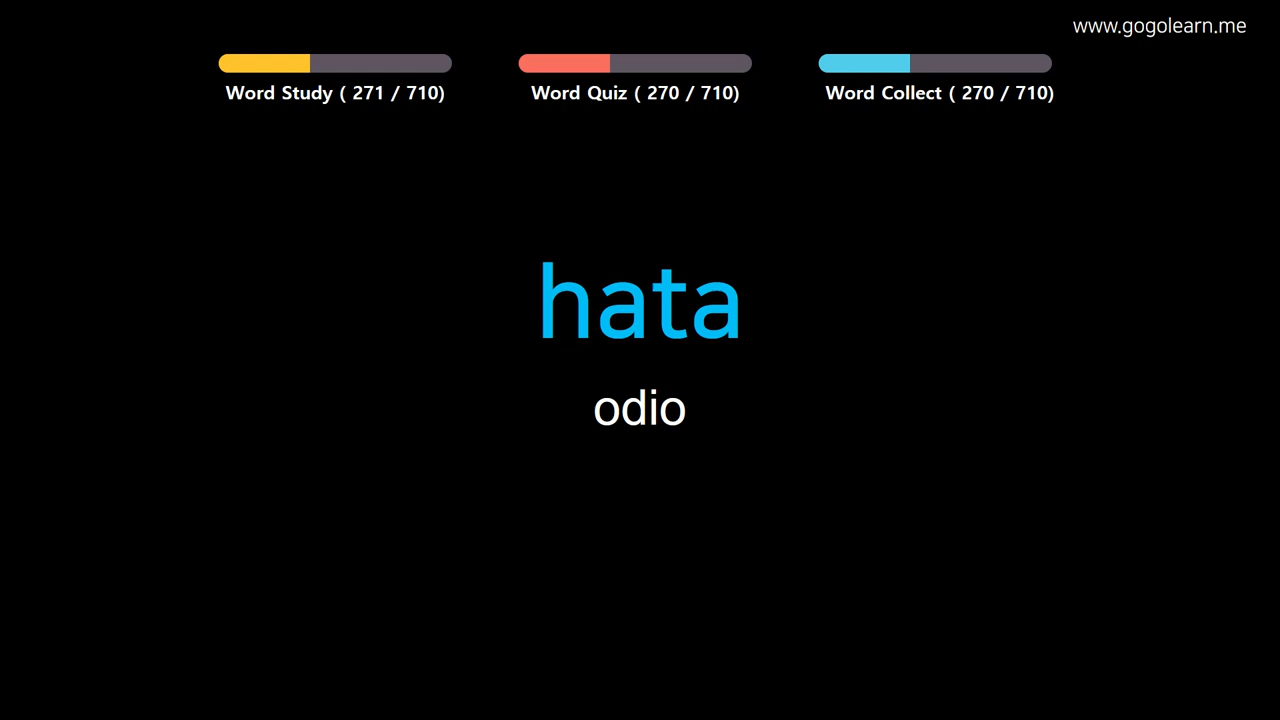 www.gogolearn.me
Word Study ( 271 / 710)
Word Quiz ( 270 / 710)
Word Collect ( 270 / 710)
hata
odio